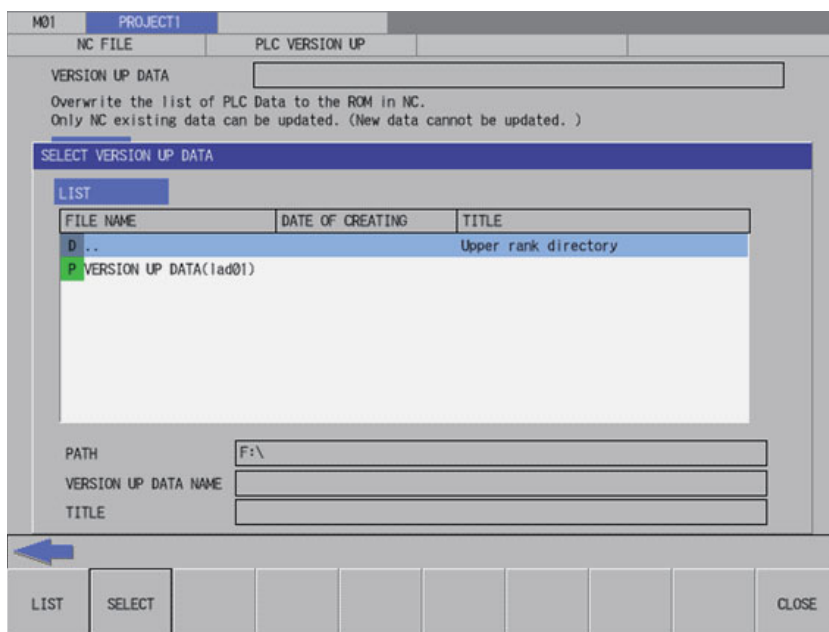 MØ1 PROJECT1
NC FILE PLC VERSION UP
VERSION UP DATA
Overwrite the list of PLC Data to the ROM in NC.
Only NC existing data can be updated. (New data cannot be updated. )
SELECT VERSION UP DATA
LIST
FILE NAME DATE OF CREATING TITLE
D .. Upper rank directory
P VERSION UP DATA(ladØ1)
PATH F:\
VERSION UP DATA NAME
TITLE
LIST SELECT CLOSE